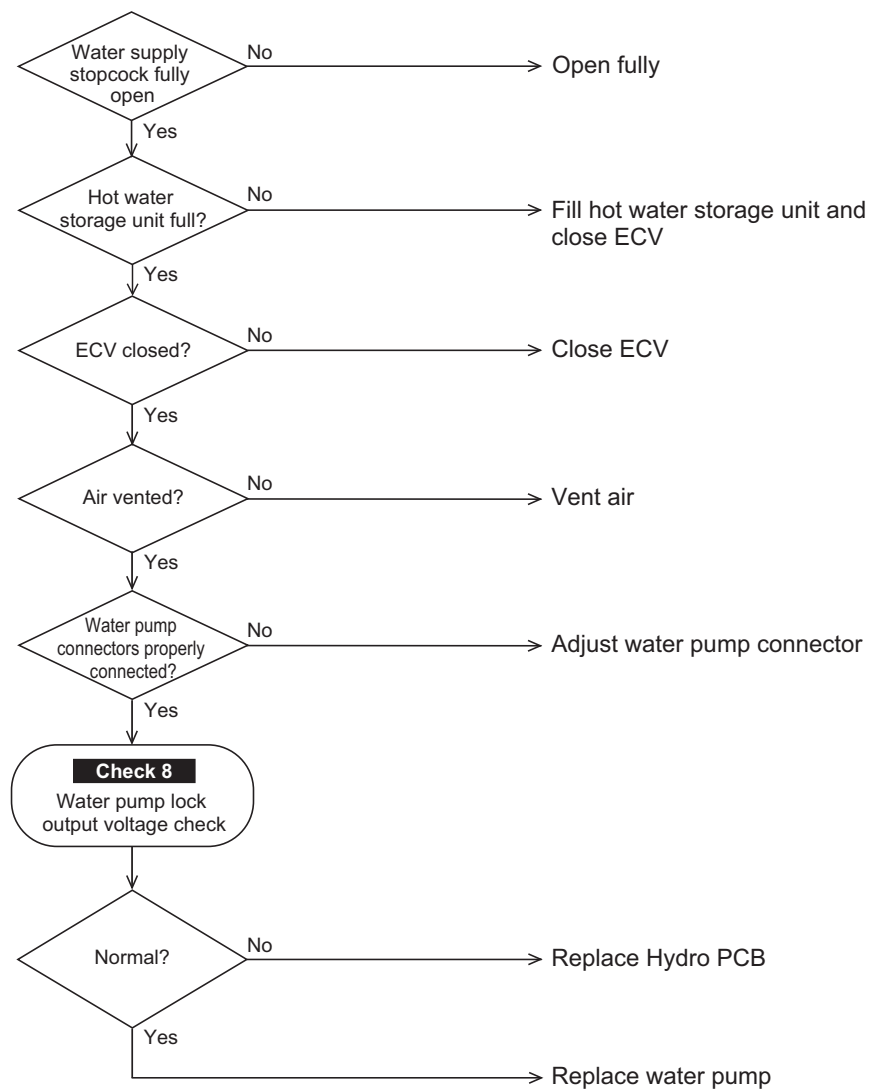 Water supply
stopcock fully
open
No
Open fully
Yes
Hot water
storage unit full?
No
Fill hot water storage unit and
close ECV
Yes
ECV closed?
No
Close ECV
Yes
Air vented?
No
Vent air
Yes
Water pump
connectors properly
connected?
No
Adjust water pump connector
Yes
Check 8
Water pump lock
output voltage check
Normal?
No
Replace Hydro PCB
Yes
Replace water pump